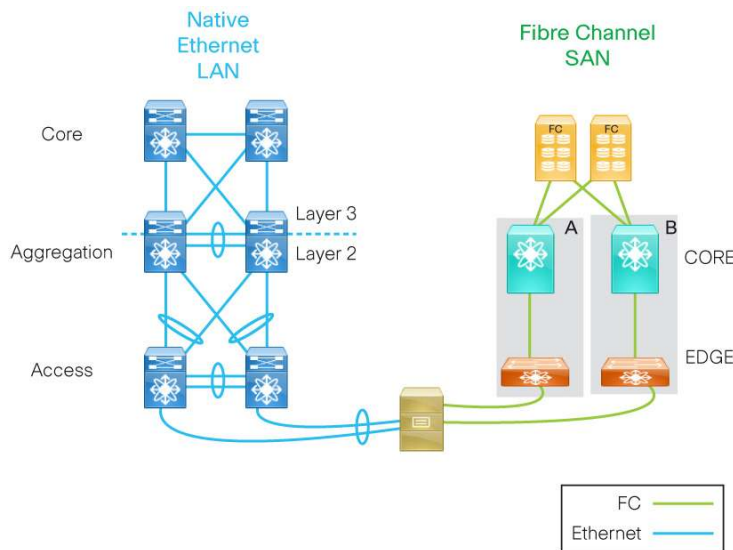 Native
Ethernet
LAN
Fibre Channel
SAN
Core
FC
FC
Layer 3
Layer 2
Aggregation
A
B
CORE
Access
EDGE
FC
Ethernet